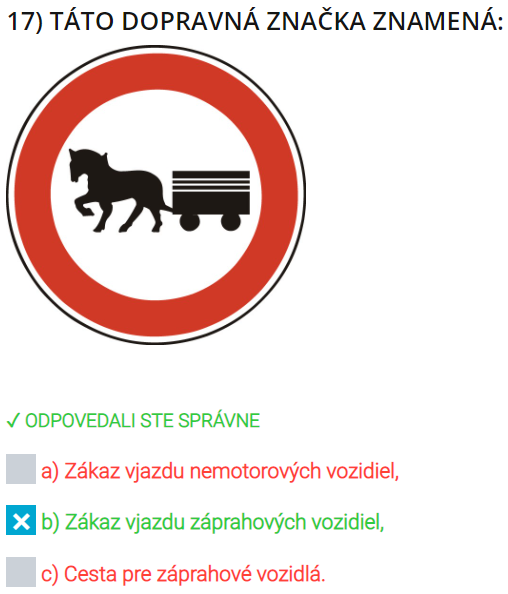 17) TÁTO DOPRAVNÁ ZNAČKA ZNAMENÁ:
✓ ODPOVEDALI STE SPRÁVNE
a) Zákaz vjazdu nemotorových vozidiel,
b) Zákaz vjazdu záprahových vozidiel,
c) Cesta pre záprahové vozidlá.